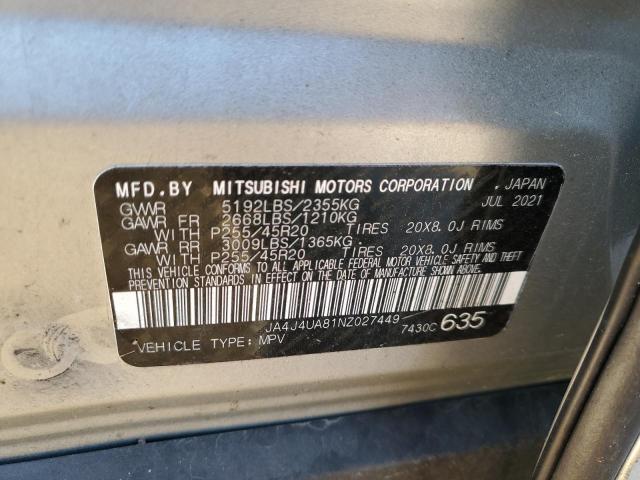 MFD.BY MITSUBISHI MOTORS CORPORATION . JAPAN
GVWR 5192LBS/2355KG JUL 2021
GAWR FR 2668LBS/1210KG
WITH P255/45R20 TIRES 20X8.0J RIMS
GAWR RR 3009LBS/1365KG
WITH P255/45R20 TIRES 20X8.0J RIMS
THIS VEHICLE CONFORMS TO ALL APPLICABLE FEDERAL MOTOR VEHICLE SAFETY AND THEFT
PREVENTION STANDARDS IN EFFECT ON THE DATE OF MANUFACTURE SHOWN ABOVE.
JA4J4UA81NZ027449
7430C 635
VEHICLE TYPE: MPV